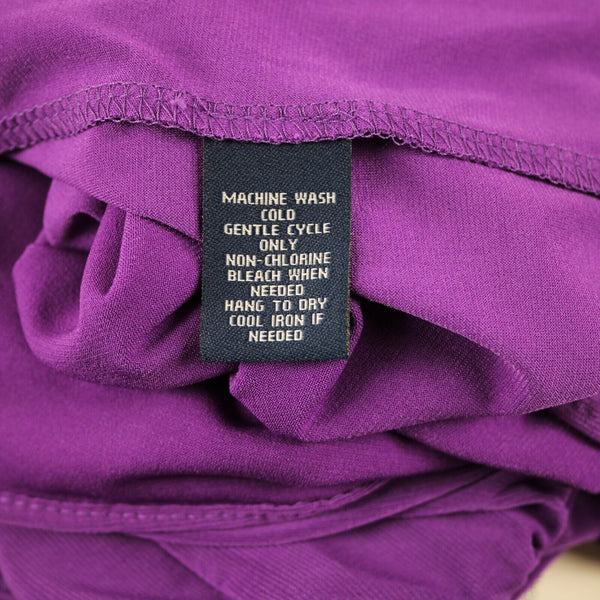 MACHINE WASH
COLD
GENTLE CYCLE
ONLY
NON-CHLORINE
BLEACH WHEN
NEEDED
HANG TO DRY
COOL IRON IF
NEEDED